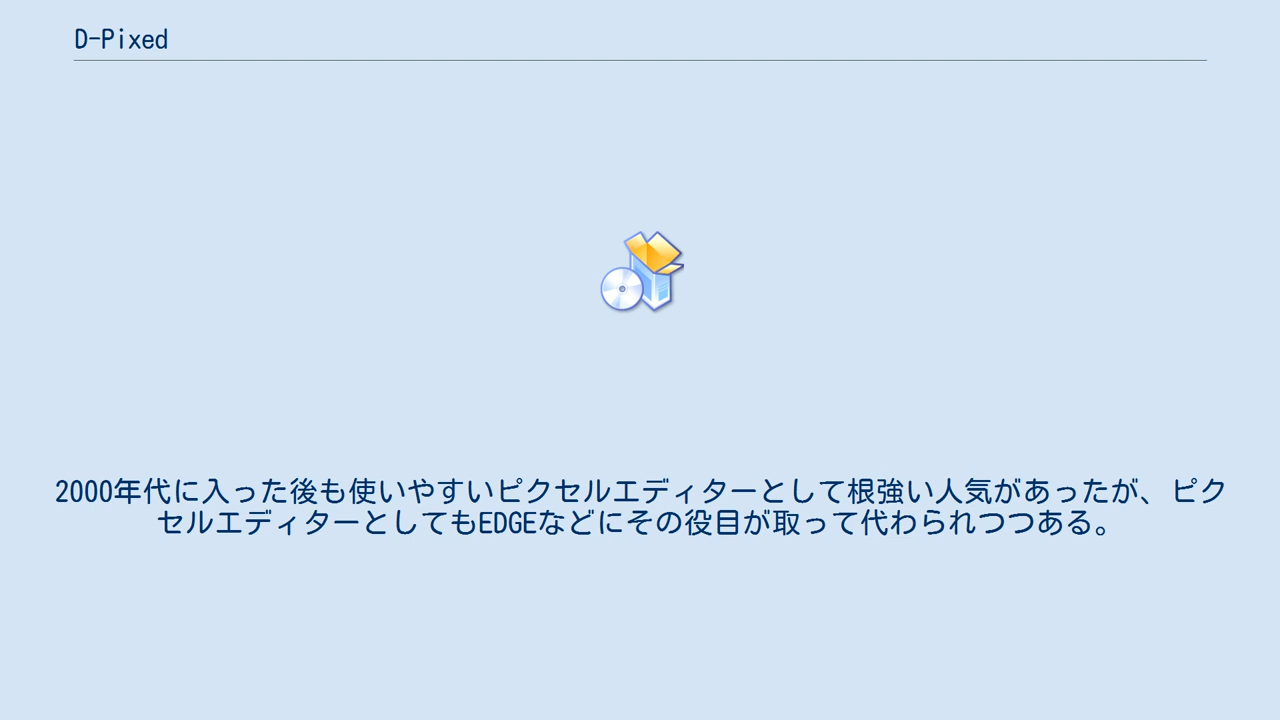 D-Pixed
2000年代に入った後も使いやすいピクセルエディターとして根強い人気があったが、ピク
セルエディターとしてもEDGEなどにその役目が取って代わられつつある。